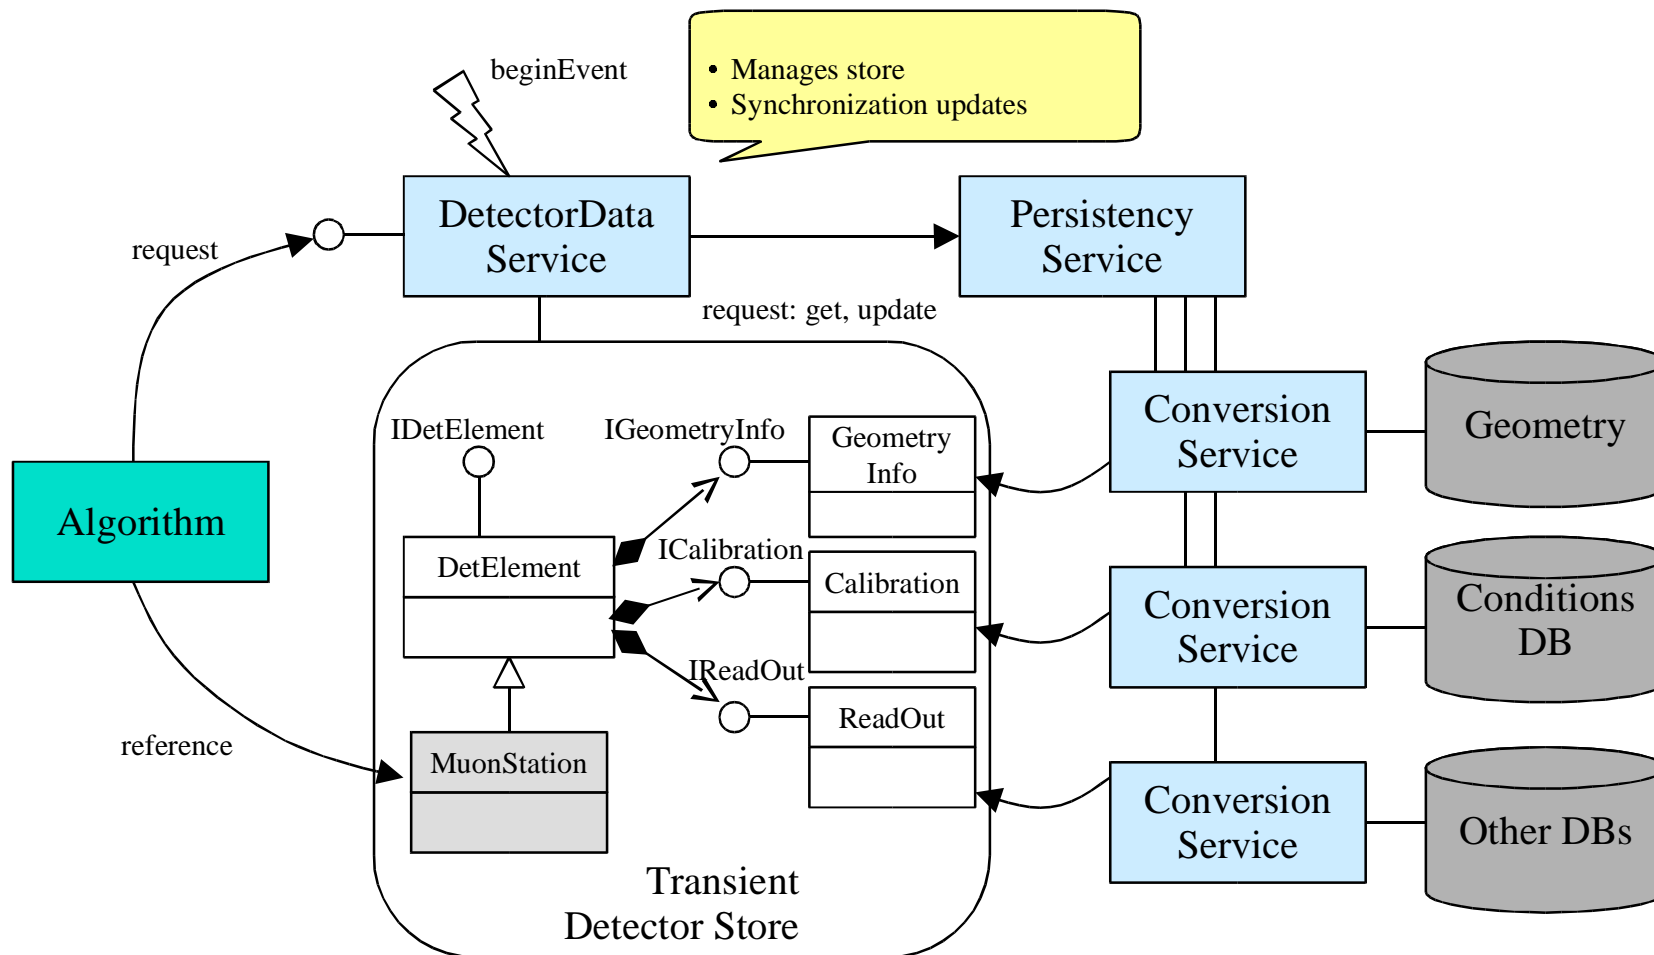 beginEvent
• Manages store
• Synchronization updates
DetectorData
Service
Persistency
Service
request
request: get, update
IDetElement
IGeometryInfo
Geometry
Info
Conversion
Service
Geometry
Algorithm
DetElement
ICalibration
Calibration
Conversion
Service
Conditions
DB
IReadOut
ReadOut
reference
MuonStation
Conversion
Service
Other DBs
Transient
Detector Store